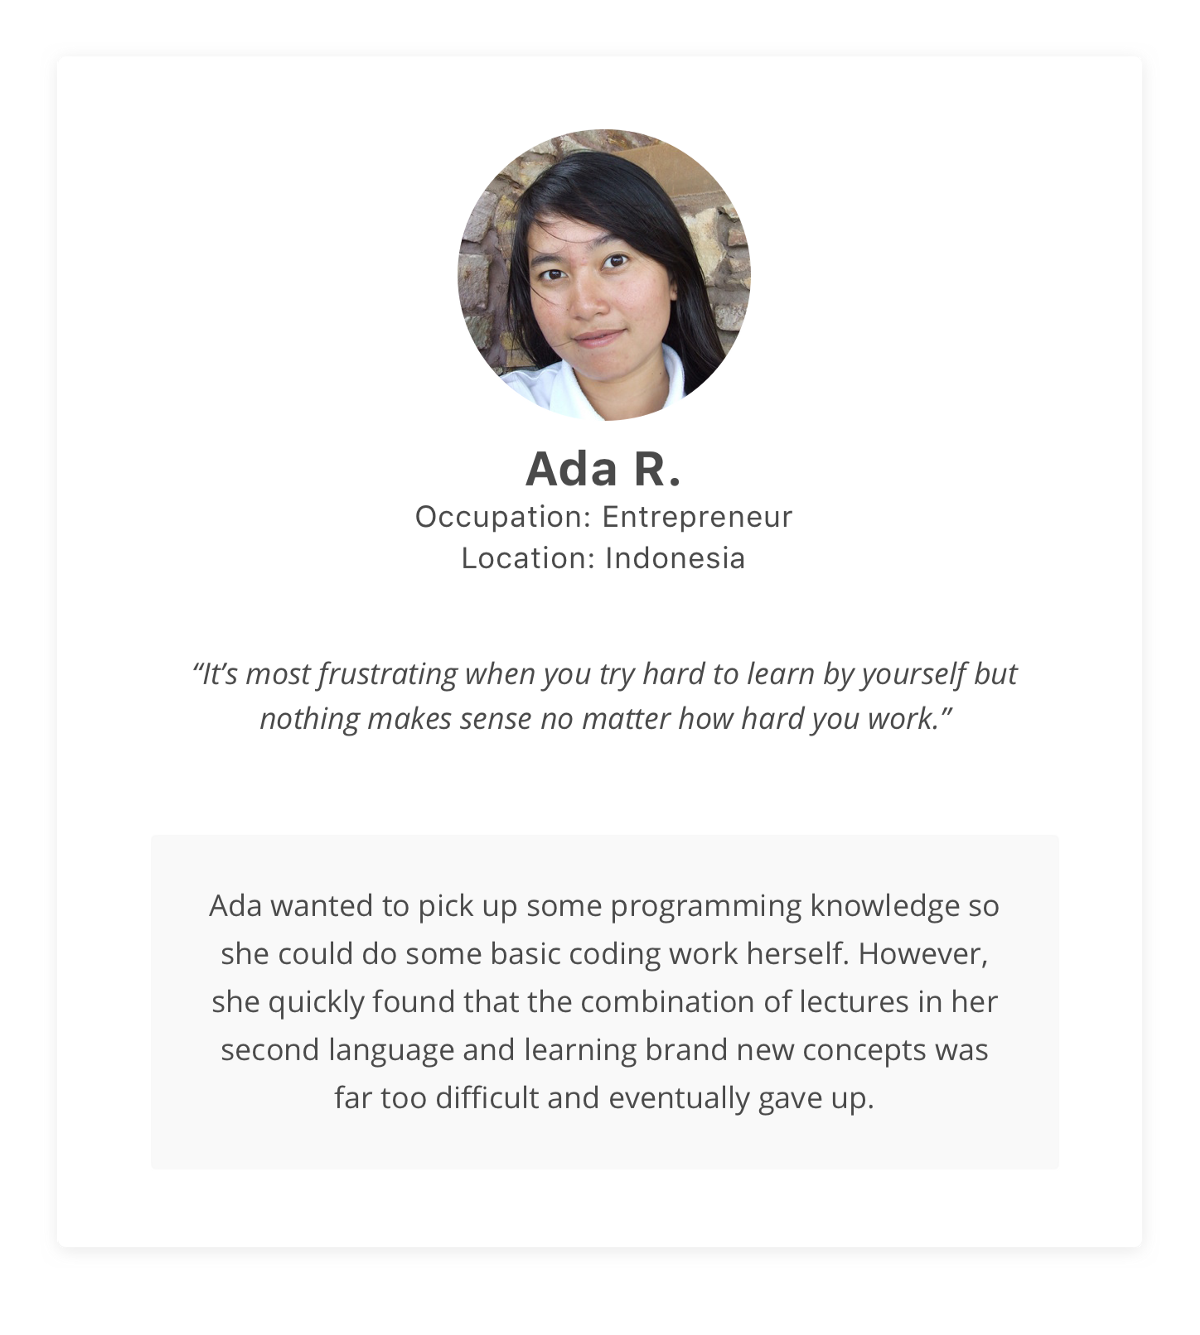 Ada R.
Occupation: Entrepreneur
Location: Indonesia
“It’s most frustrating when you try hard to learn by yourself but
nothing makes sense no matter how hard you work.”
Ada wanted to pick up some programming knowledge so
she could do some basic coding work herself. However,
she quickly found that the combination of lectures in her
second language and learning brand new concepts was
far too difficult and eventually gave up.